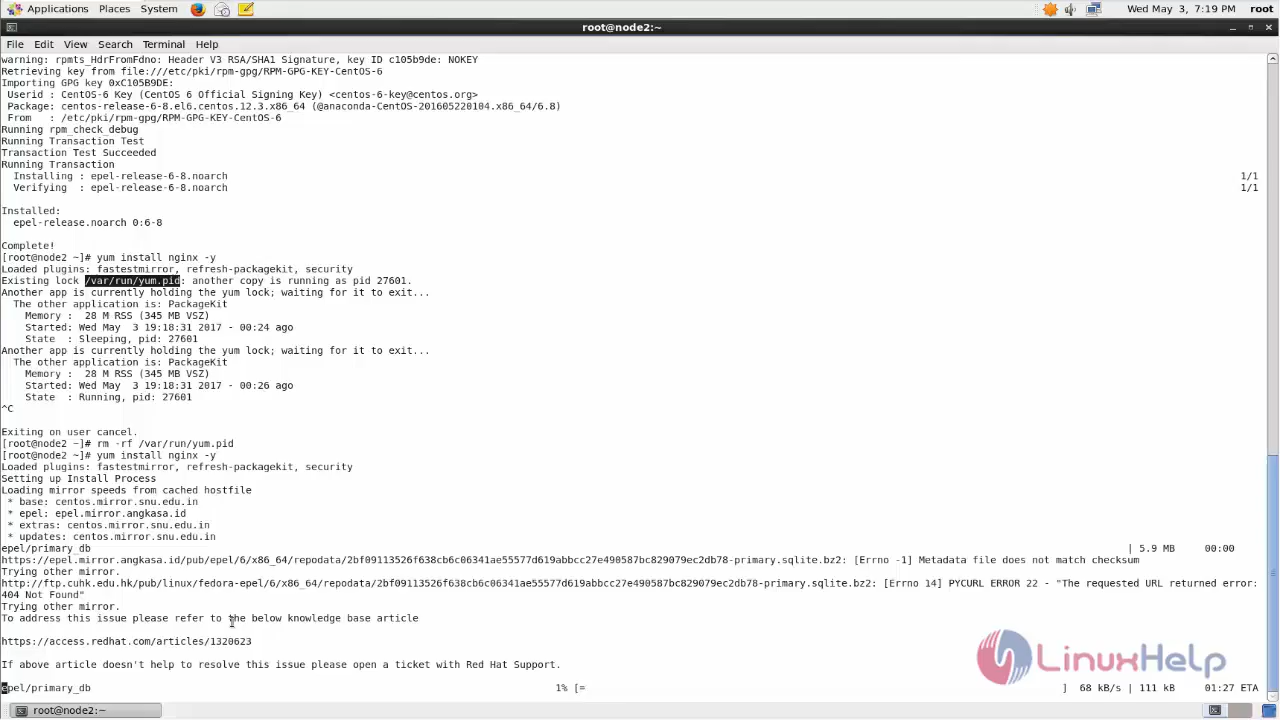 Applications Places System Wed May 3, 7:19 PM root
root@node2:~
File Edit View Search Terminal Help
warning: rpmts_HdrFromFdno: Header V3 RSA/SHA1 Signature, key ID c105b9de: NOKEY
Retrieving key from file:///etc/pki/rpm-gpg/RPM-GPG-KEY-CentOS-6
Importing GPG key 0xC105B9DE:
Userid : CentOS-6 Key (CentOS 6 Official Signing Key) <centos-6-key@centos.org>
Package: centos-release-6-8.el6.centos.12.3.x86_64 (@anaconda-CentOS-201605220104.x86_64/6.8)
From : /etc/pki/rpm-gpg/RPM-GPG-KEY-CentOS-6
Running rpm_check_debug
Running Transaction Test
Transaction Test Succeeded
Running Transaction
Installing : epel-release-6-8.noarch 1/1
Verifying : epel-release-6-8.noarch 1/1
Installed:
epel-release.noarch 0:6-8
Complete!
[root@node2 ~]# yum install nginx -y
Loaded plugins: fastestmirror, refresh-packagekit, security
Existing lock /var/run/yum.pid: another copy is running as pid 27601.
Another app is currently holding the yum lock; waiting for it to exit...
The other application is: PackageKit
Memory : 28 M RSS (345 MB VSZ)
Started: Wed May 3 19:18:31 2017 - 00:24 ago
State : Sleeping, pid: 27601
Another app is currently holding the yum lock; waiting for it to exit...
The other application is: PackageKit
Memory : 28 M RSS (345 MB VSZ)
Started: Wed May 3 19:18:31 2017 - 00:26 ago
State : Running, pid: 27601
^C
Exiting on user cancel.
[root@node2 ~]# rm -rf /var/run/yum.pid
[root@node2 ~]# yum install nginx -y
Loaded plugins: fastestmirror, refresh-packagekit, security
Setting up Install Process
Loading mirror speeds from cached hostfile
* base: centos.mirror.snu.edu.in
* epel: epel.mirror.angkasa.id
* extras: centos.mirror.snu.edu.in
* updates: centos.mirror.snu.edu.in
epel/primary_db | 5.9 MB 00:00
https://epel.mirror.angkasa.id/pub/epel/6/x86_64/repodata/2bf09113526f638cb6c06341ae55577d619abbcc27e490587bc829079ec2db78-primary.sqlite.bz2: [Errno -1] Metadata file does not match checksum
Trying other mirror.
http://ftp.cuhk.edu.hk/pub/linux/fedora-epel/6/x86_64/repodata/2bf09113526f638cb6c06341ae55577d619abbcc27e490587bc829079ec2db78-primary.sqlite.bz2: [Errno 14] PYCURL ERROR 22 - "The requested URL returned error:
404 Not Found"
Trying other mirror.
To address this issue please refer to the below knowledge base article
https://access.redhat.com/articles/1320623
If above article doesn't help to resolve this issue please open a ticket with Red Hat Support.
LinuxHelp
epel/primary_db 1% [= ] 68 kB/s | 111 kB 01:27 ETA
root@node2:~